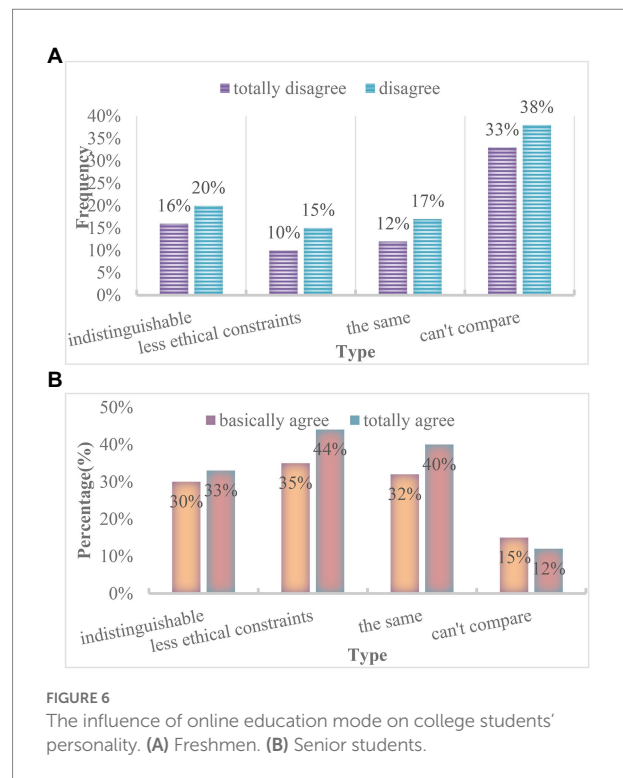 A
totally disagree disagree
40%
35%
30%
25%
20%
15%
10%
5%
0%
Frequency
16% 20% 10% 15% 12% 17% 33% 38%
indistinguishable less ethical constraints the same can't compare
Type
B
basically agree totally agree
50%
40%
30%
20%
10%
0%
Percentage(%)
30% 33% 35% 44% 32% 40% 15% 12%
indistinguishable less ethical constraints the same can't compare
Type
FIGURE 6
The influence of online education mode on college students'
personality. (A) Freshmen. (B) Senior students.